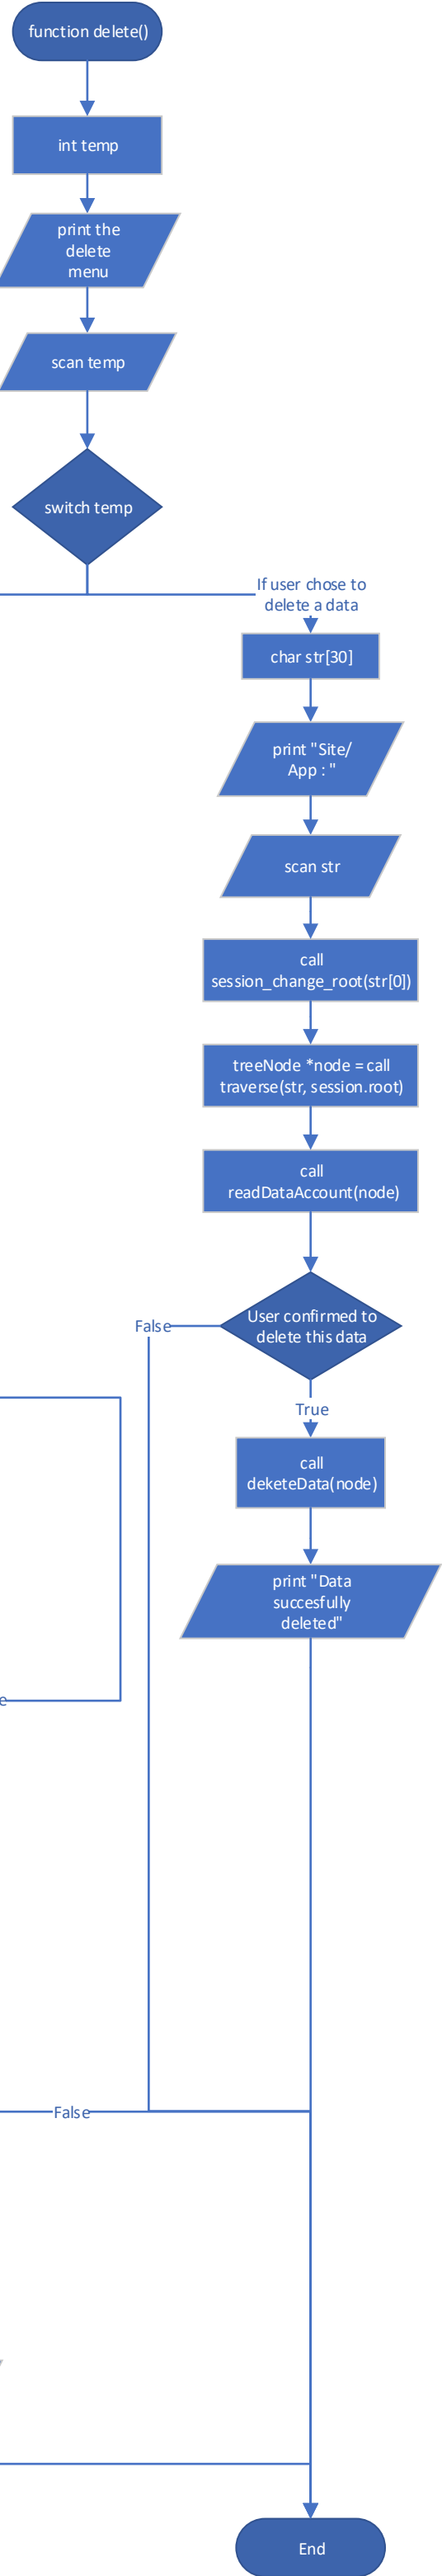 function delete()
int temp
print the
delete
menu
scan temp
switch temp
If user chose to
delete a data
char str[30]
print "Site/
App : "
scan str
call
session_change_root(str[0])
treeNode *node = call
traverse(str, session.root)
call
readDataAccount(node)
User confirmed to
delete this data
False
True
call
deketeData(node)
print "Data
succesfully
deleted"
False
End